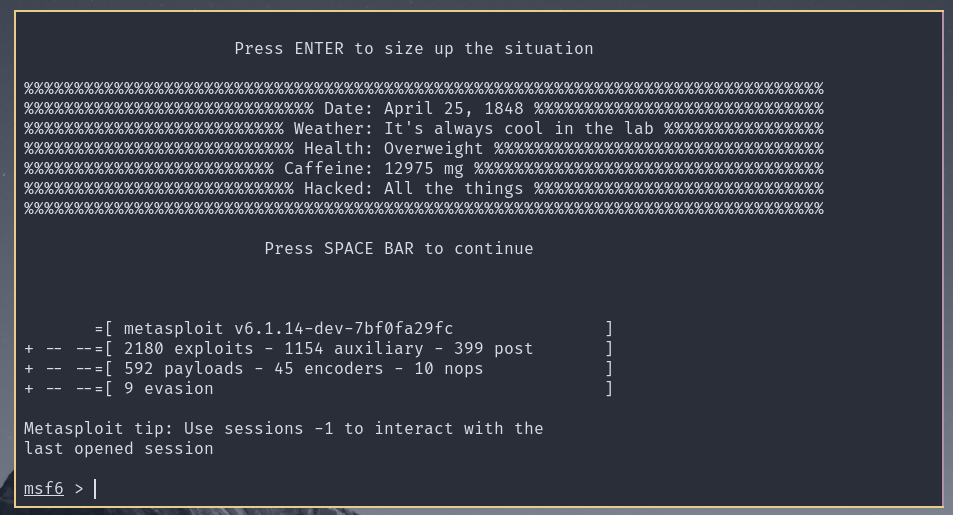 Press ENTER to size up the situation
%%%%%%%%%%%%%%%%%%%%%%%%%%%%%%%%%%%%%%%%%%%%%%%%%%%%%%%%%%%%%%%%%%%%%%%%%%%%%%%%%%
%%%%%%%%%%%%%%%%%%%%%%%%%%%%% Date: April 25, 1848 %%%%%%%%%%%%%%%%%%%%%%%%%%%%%
%%%%%%%%%%%%%%%%%%%%%%%%%% Weather: It's always cool in the lab %%%%%%%%%%%%%%%%
%%%%%%%%%%%%%%%%%%%%%%%%%%% Health: Overweight %%%%%%%%%%%%%%%%%%%%%%%%%%%%%%%%%
%%%%%%%%%%%%%%%%%%%%%%%%% Caffeine: 12975 mg %%%%%%%%%%%%%%%%%%%%%%%%%%%%%%%%%%%
%%%%%%%%%%%%%%%%%%%%%%%%%%% Hacked: All the things %%%%%%%%%%%%%%%%%%%%%%%%%%%%%
%%%%%%%%%%%%%%%%%%%%%%%%%%%%%%%%%%%%%%%%%%%%%%%%%%%%%%%%%%%%%%%%%%%%%%%%%%%%%%%%%%
Press SPACE BAR to continue
=[ metasploit v6.1.14-dev-7bf0fa29fc ]
+ -- --=[ 2180 exploits - 1154 auxiliary - 399 post ]
+ -- --=[ 592 payloads - 45 encoders - 10 nops ]
+ -- --=[ 9 evasion ]
Metasploit tip: Use sessions -1 to interact with the
last opened session
msf6 >